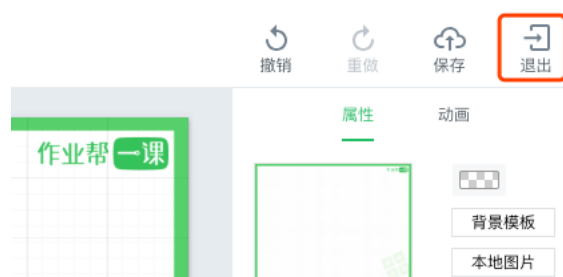 撤销 重做 保存 退出
属性 动画
作业帮一课
背景模板
本地图片